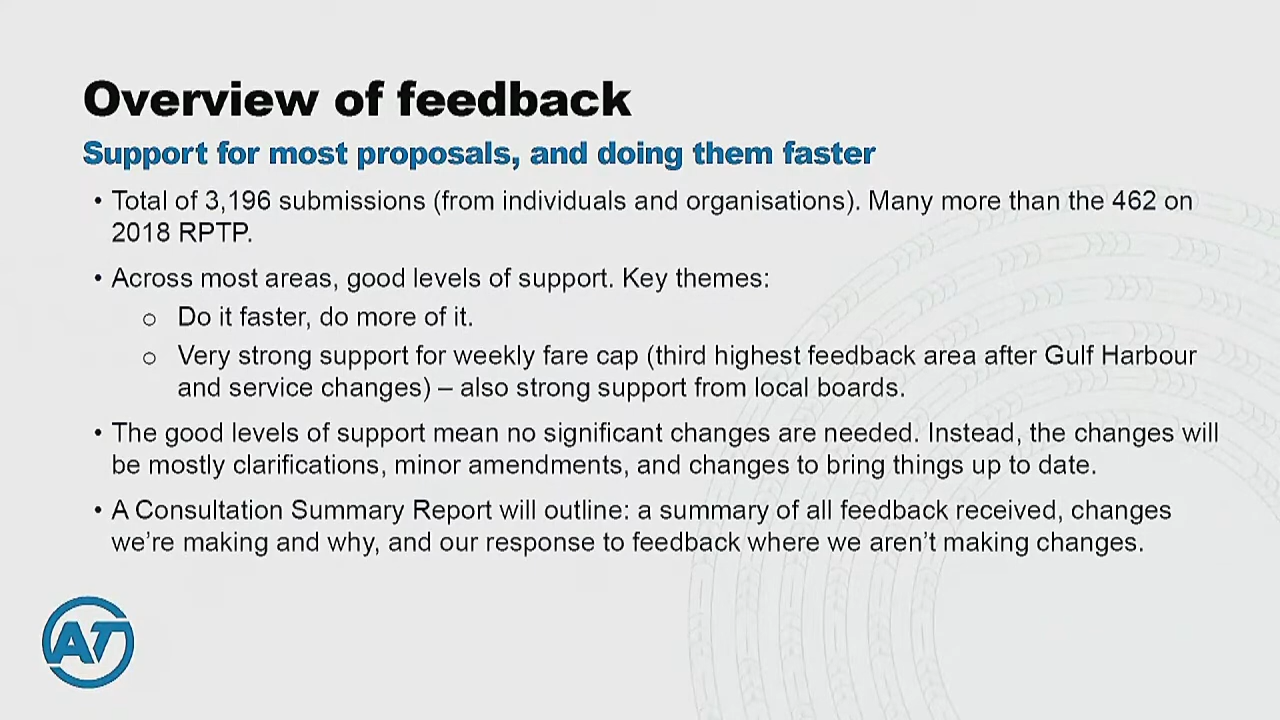 Overview of feedback
Support for most proposals, and doing them faster
• Total of 3,196 submissions (from individuals and organisations). Many more than the 462 on
2018 RPTP.
• Across most areas, good levels of support. Key themes:
o Do it faster, do more of it.
o Very strong support for weekly fare cap (third highest feedback area after Gulf Harbour
and service changes) – also strong support from local boards.
• The good levels of support mean no significant changes are needed. Instead, the changes will
be mostly clarifications, minor amendments, and changes to bring things up to date.
• A Consultation Summary Report will outline: a summary of all feedback received, changes
we’re making and why, and our response to feedback where we aren’t making changes.
AT